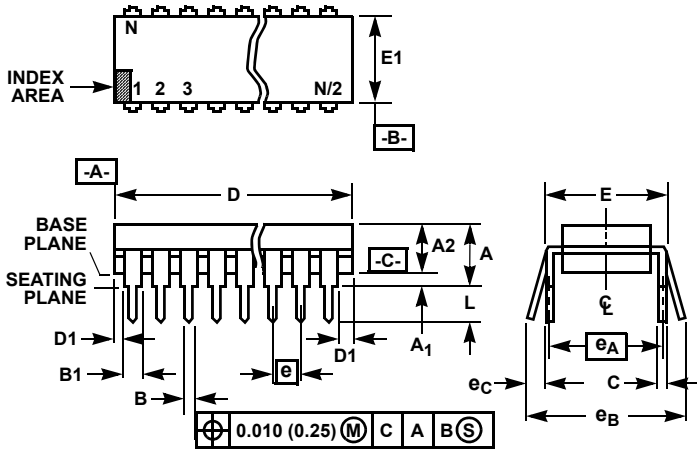 N
INDEX
AREA
1 2 3 N/2
E1
-B-
-A-
D
E
BASE
PLANE
A2
A
-C-
SEATING
PLANE
L
℄
D1
A1
D1
eA
B1
e
eC
C
B
eB
0.010 (0.25) Ⓜ C A B Ⓢ